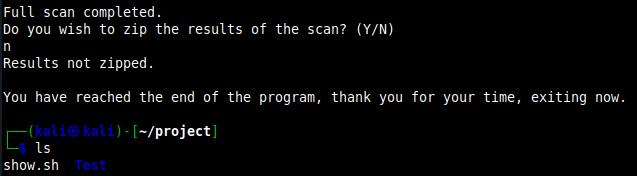 Full scan completed.
Do you wish to zip the results of the scan? (Y/N)
n
Results not zipped.
You have reached the end of the program, thank you for your time, exiting now.
┌──(kali㉿kali)-[~/project]
└─$ ls
show.sh  Test